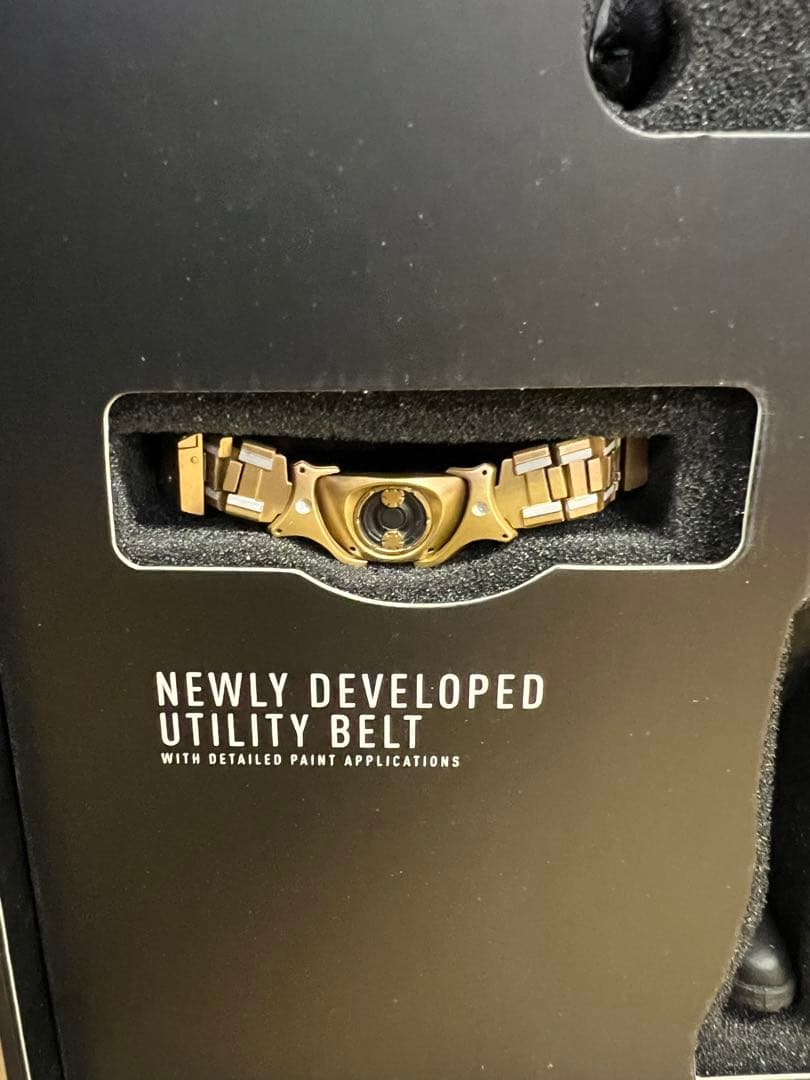 NEWLY DEVELOPED
UTILITY BELT
WITH DETAILED PAINT APPLICATIONS